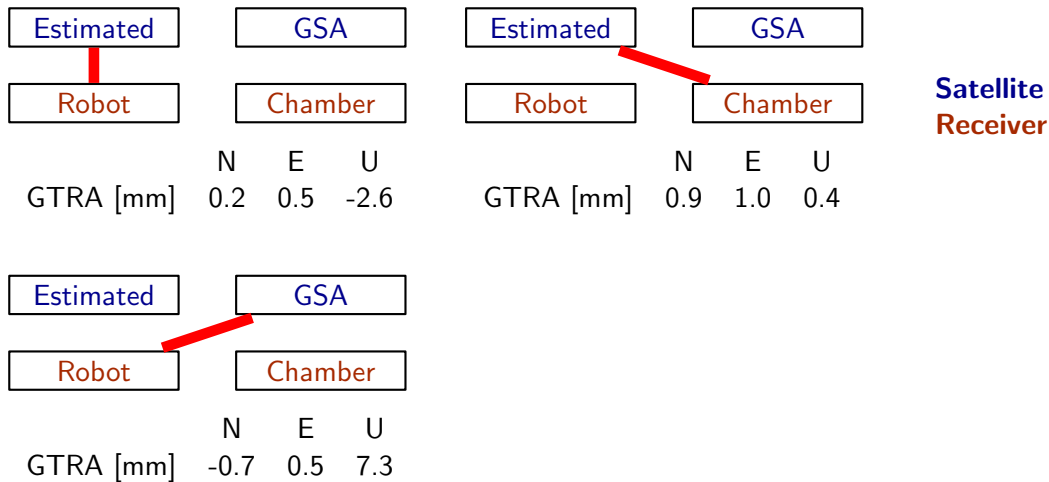 Estimated GSA Estimated GSA
Satellite
Robot Chamber Robot Chamber
Receiver
N E U N E U
GTRA [mm] 0.2 0.5 -2.6 GTRA [mm] 0.9 1.0 0.4
Estimated GSA
Robot Chamber
N E U
GTRA [mm] -0.7 0.5 7.3